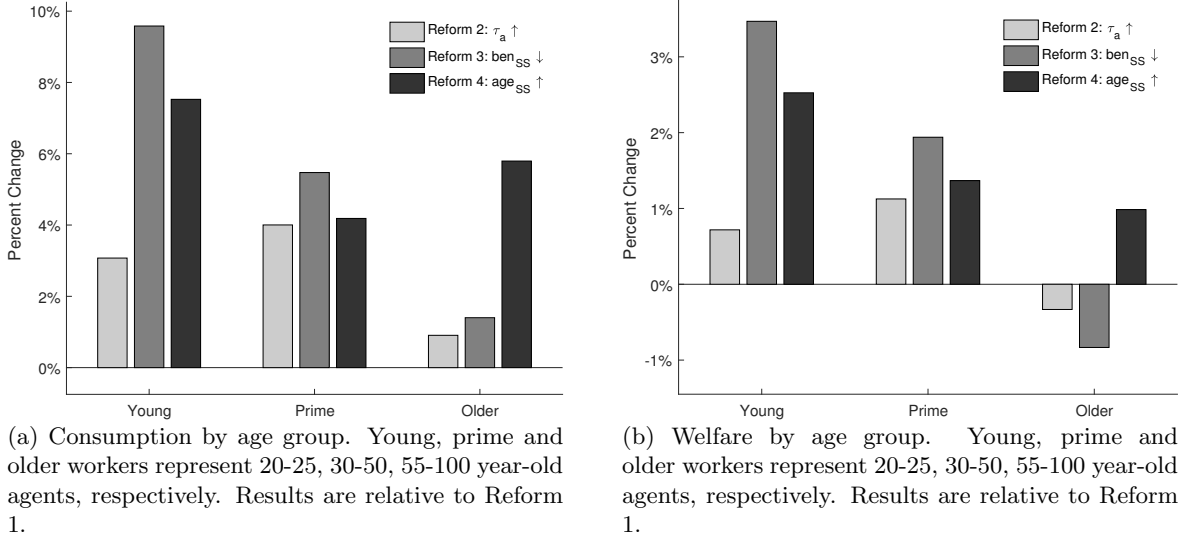 10%
8%
6%
4%
2%
0%
Percent Change
Reform 2: τa ↑
Reform 3: benSS ↓
Reform 4: ageSS ↑
Young
Prime
Older
(a) Consumption by age group. Young, prime and
older workers represent 20-25, 30-50, 55-100 year-old
agents, respectively. Results are relative to Reform
1.
3%
2%
1%
0%
-1%
Percent Change
Reform 2: τa ↑
Reform 3: benSS ↓
Reform 4: ageSS ↑
Young
Prime
Older
(b) Welfare by age group. Young, prime and
older workers represent 20-25, 30-50, 55-100 year-old
agents, respectively. Results are relative to Reform
1.